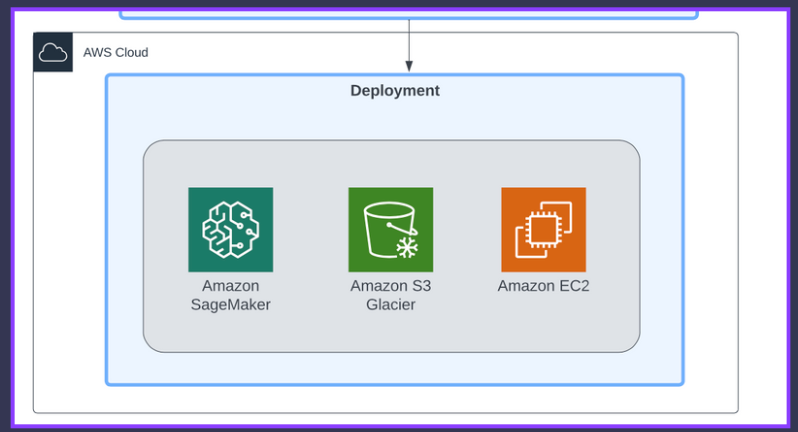 AWS Cloud
Deployment
Amazon
SageMaker
Amazon S3
Glacier
Amazon EC2